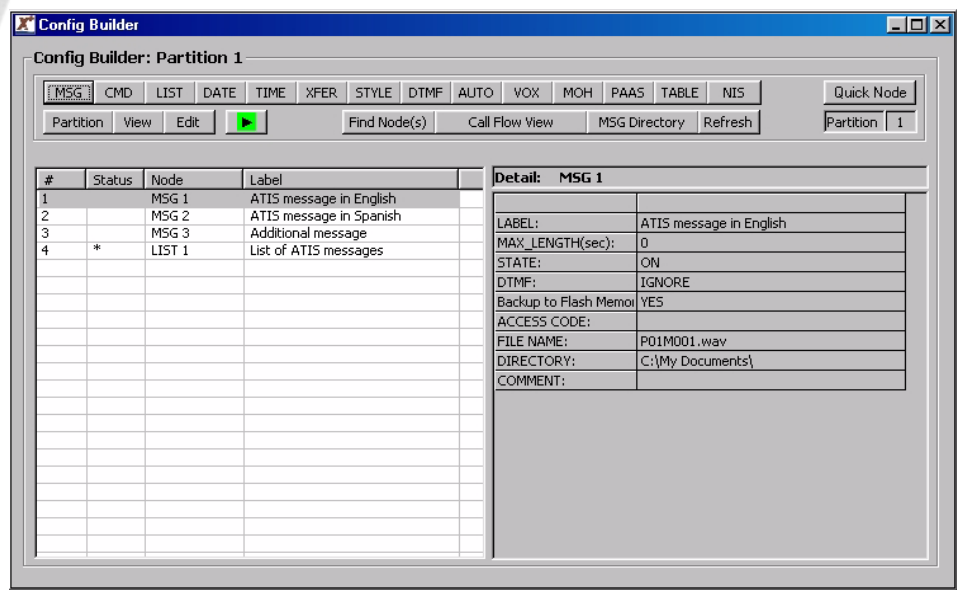 Config Builder
Config Builder: Partition 1
MSG CMD LIST DATE TIME XFER STYLE DTMF AUTO VOX MOH PAAS TABLE NIS Quick Node
Partition View Edit Find Node(s) Call Flow View MSG Directory Refresh Partition 1
# Status Node Label
1 MSG 1 ATIS message in English
2 MSG 2 ATIS message in Spanish
3 MSG 3 Additional message
4 * LIST 1 List of ATIS messages
Detail: MSG 1
LABEL: ATIS message in English
MAX_LENGTH(sec): 0
STATE: ON
DTMF: IGNORE
Backup to Flash Memor YES
ACCESS CODE:
FILE NAME: P01M001.wav
DIRECTORY: C:\My Documents\
COMMENT: